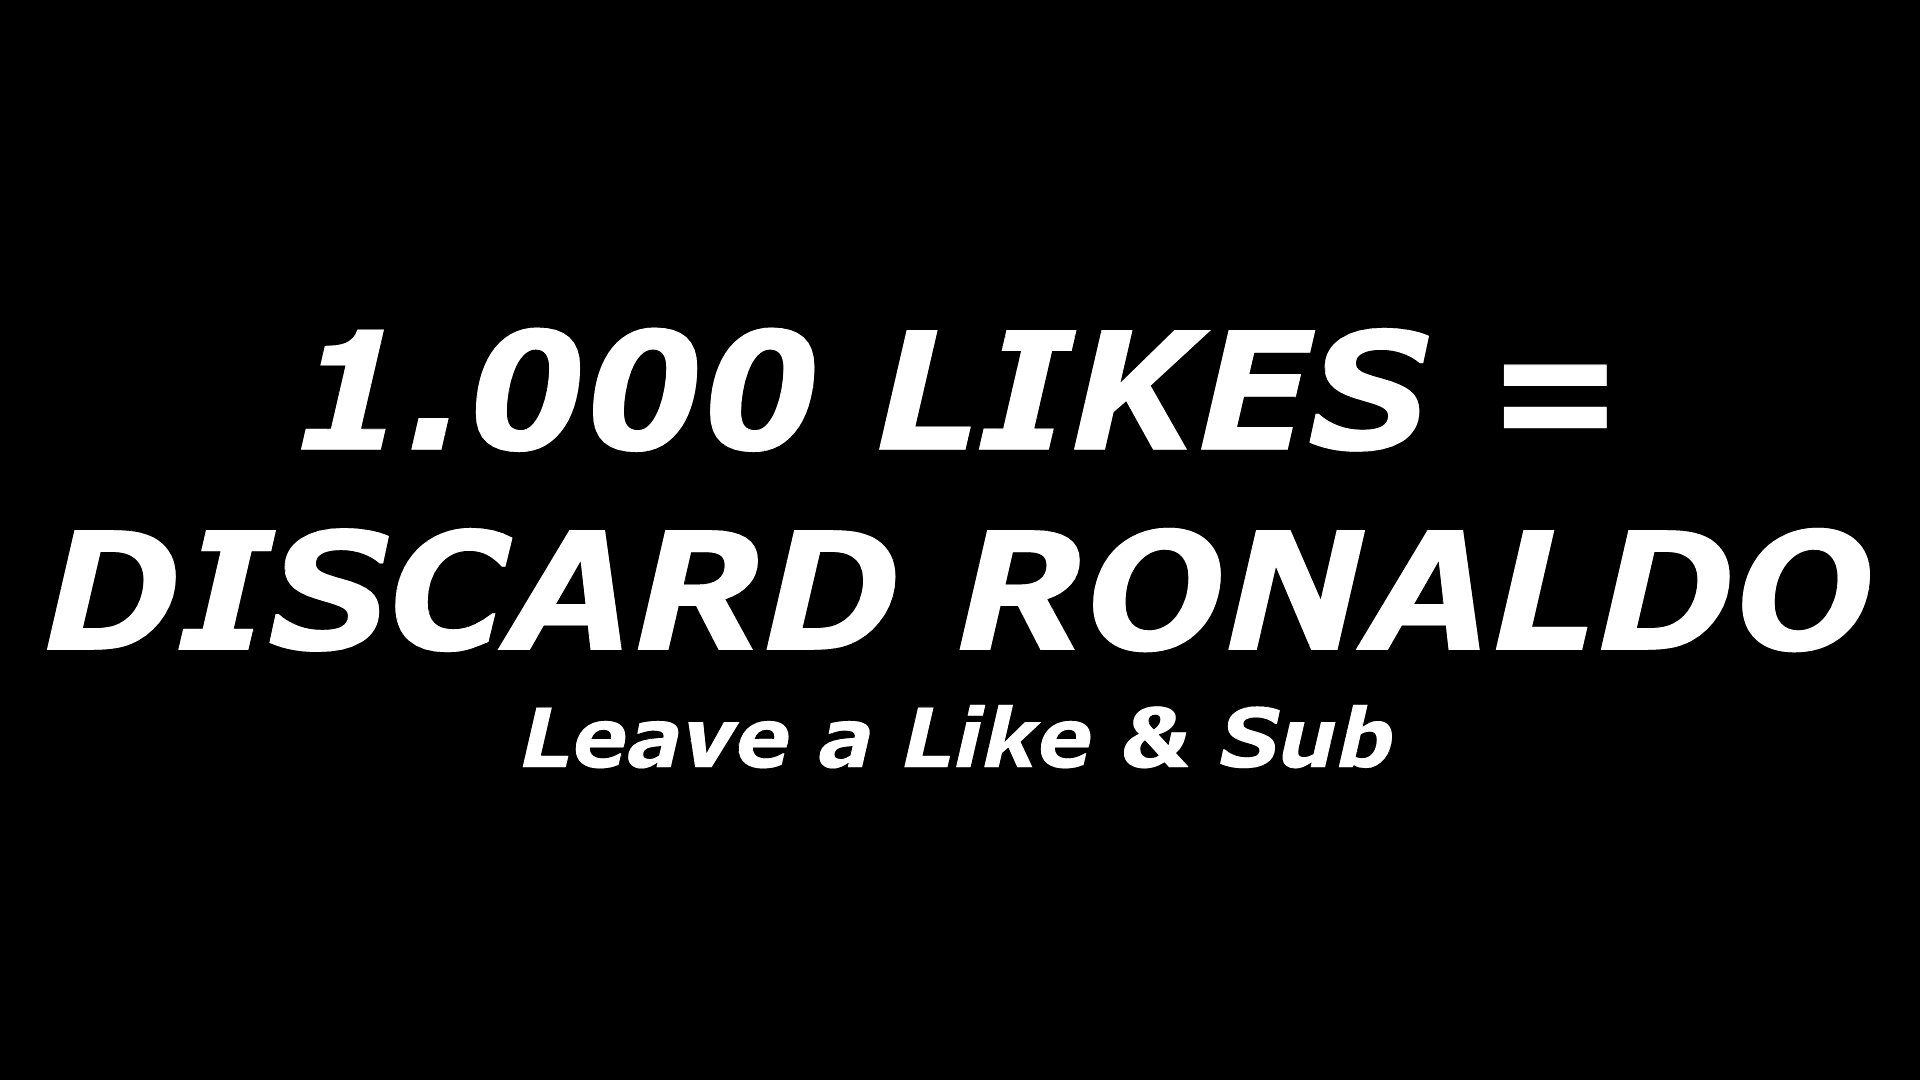 1.000 LIKES =
DISCARD RONALDO
Leave a Like & Sub